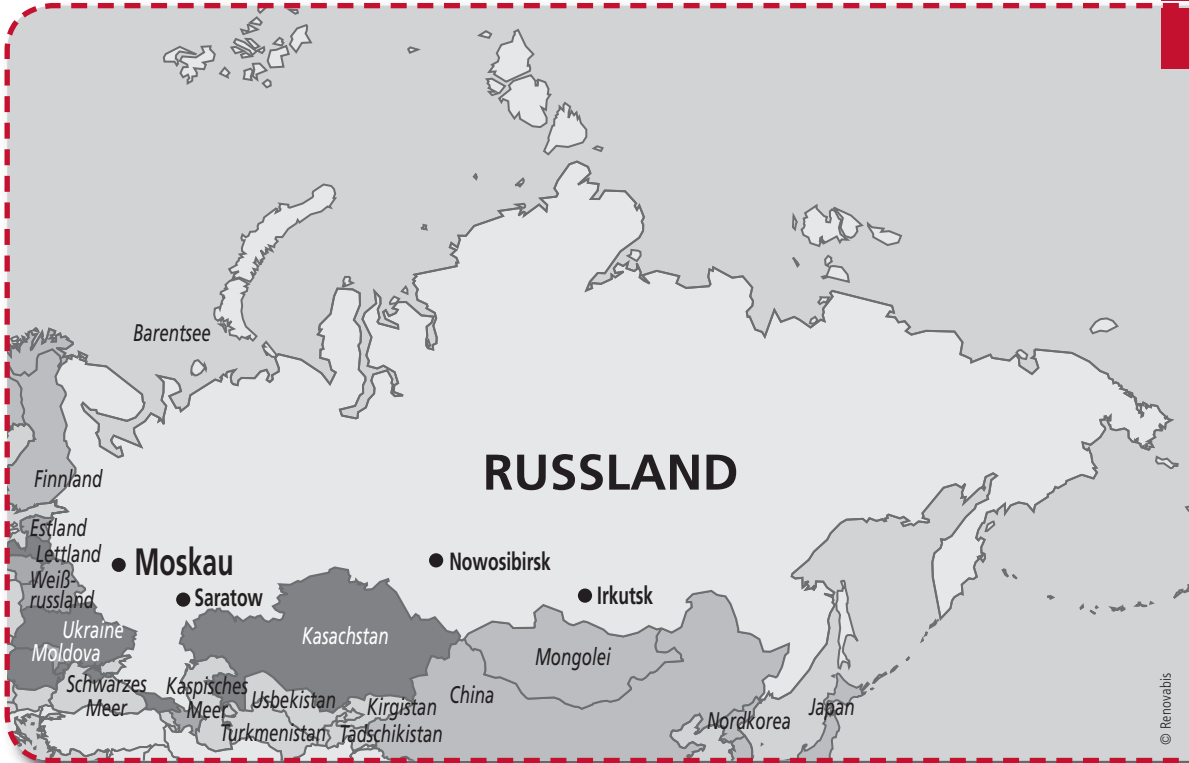 Barentsee
RUSSLAND
Finnland
Estland
Lettland
Weiß-
russland
Moskau
Nowosibirsk
Saratow
Irkutsk
Ukraine
Moldova
Kasachstan
Mongolei
Schwarzes
Meer
Kaspisches
Meer
Usbekistan
Kirgistan
China
Turkmenistan
Tadschikistan
Nordkorea
Japan
© Renovabis